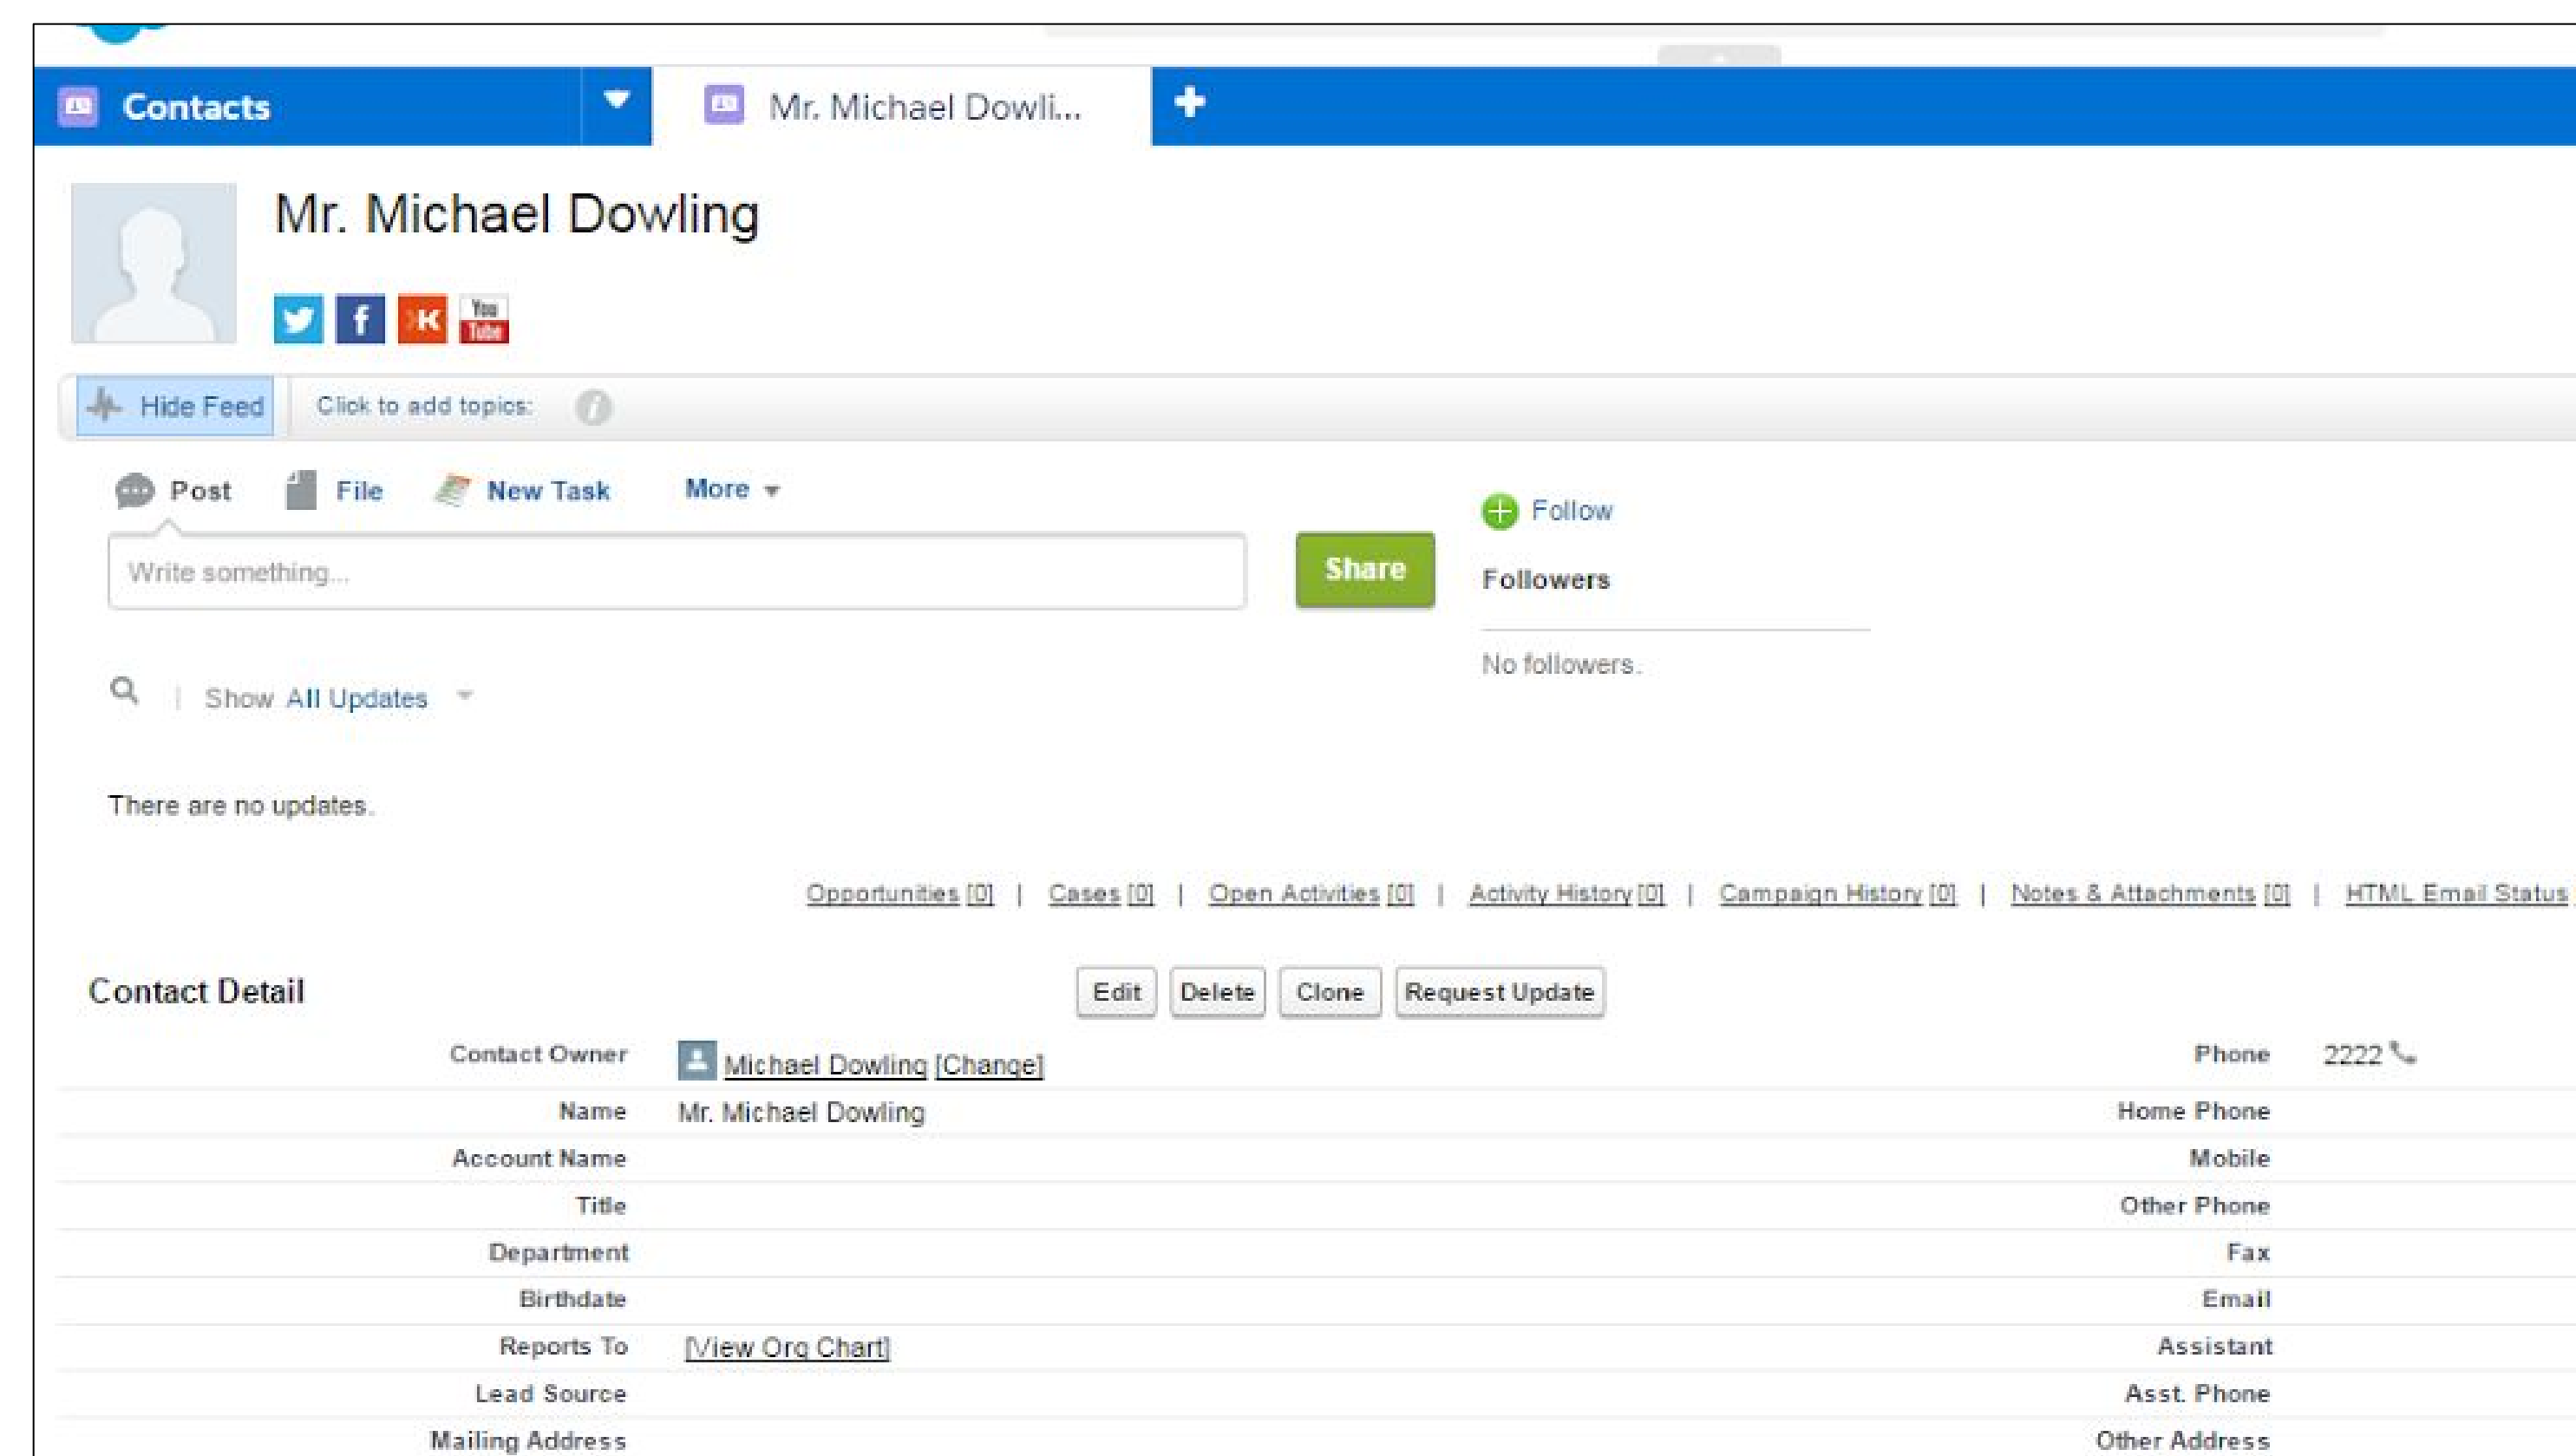 Contacts
Mr. Michael Dowli...
Mr. Michael Dowling
You
Tube
Hide Feed
Click to add topics:
Post File New Task More
Write something...
Share
Follow
Followers
No followers.
Show All Updates
There are no updates.
Opportunities [0] | Cases [0] | Open Activities [0] | Activity History [0] | Campaign History [0] | Notes & Attachments [0] | HTML Email Status
Contact Detail
Edit Delete Clone Request Update
Contact Owner Michael Dowling [Change] Phone 2222
Name Mr. Michael Dowling Home Phone
Account Name Mobile
Title Other Phone
Department Fax
Birthdate Email
Reports To [View Org Chart] Assistant
Lead Source Asst. Phone
Mailing Address Other Address